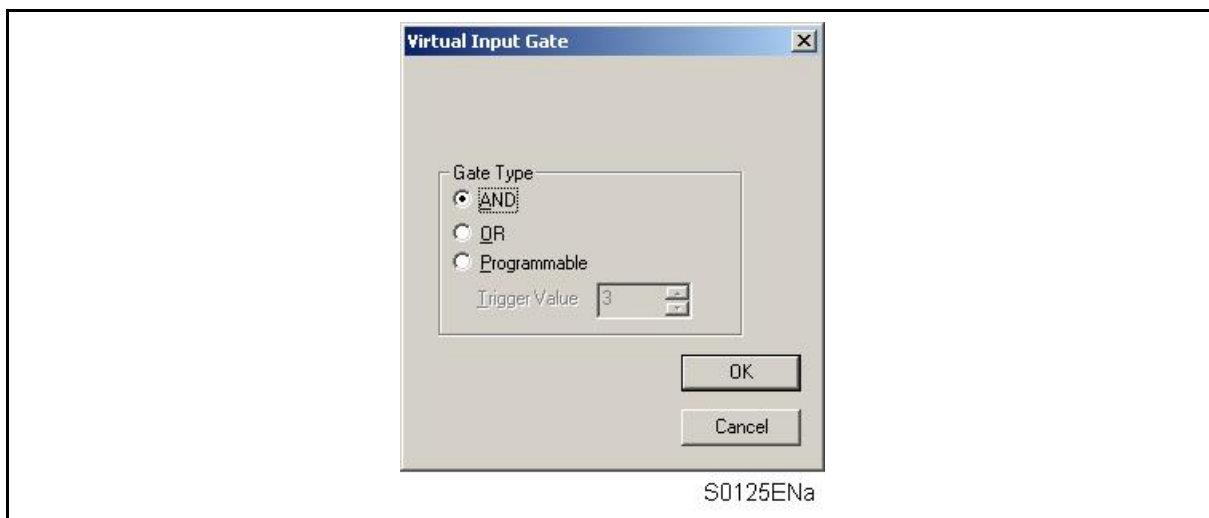 Virtual Input Gate
Gate Type
AND
OR
Programmable
Trigger Value 3
OK
Cancel
S0125ENa